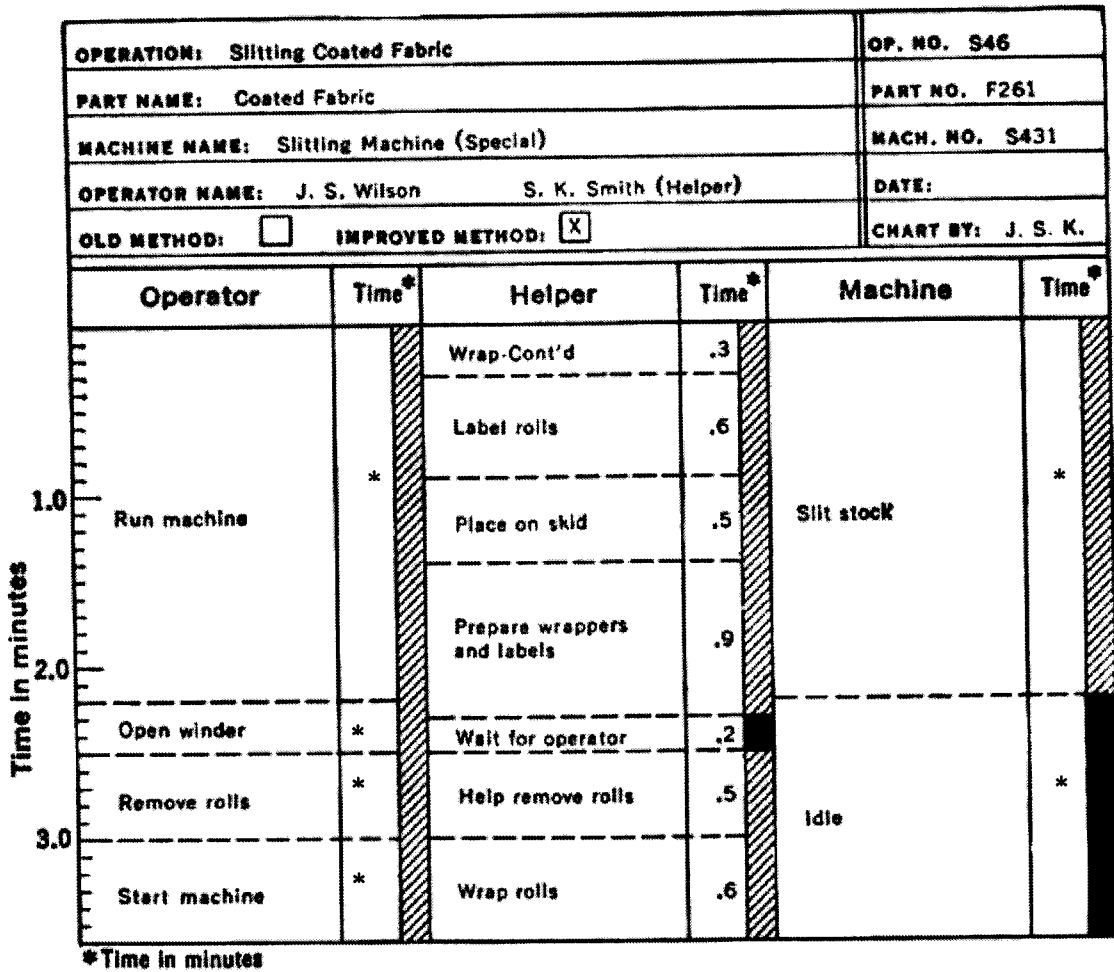 OPERATION: Slitting Coated Fabric OP. NO. S46
PART NAME: Coated Fabric PART NO. F261
MACHINE NAME: Slitting Machine (Special) MACH. NO. S431
OPERATOR NAME: J. S. Wilson S. K. Smith (Helper) DATE:
OLD METHOD: IMPROVED METHOD: X CHART BY: J. S. K.
Operator Time* Helper Time* Machine Time*
Wrap-Cont'd .3
Label rolls .6
* *
1.0
Run machine Place on skid .5 Slit stock
Prepare wrappers
and labels .9
2.0
Open winder * Wait for operator .2
Remove rolls * Help remove rolls .5 *
Idle
3.0
Start machine * Wrap rolls .6
Time in minutes
*Time in minutes